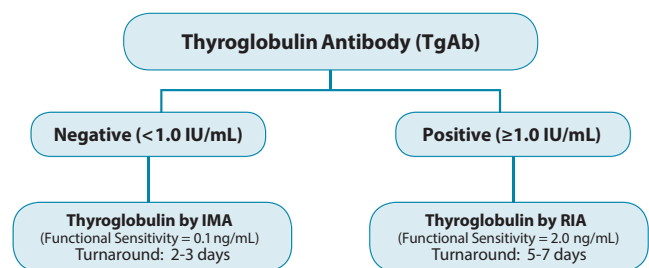 Thyroglobulin Antibody (TgAb)
Negative (<1.0 IU/mL)
Positive (≥1.0 IU/mL)
Thyroglobulin by IMA
(Functional Sensitivity = 0.1 ng/mL)
Turnaround: 2-3 days
Thyroglobulin by RIA
(Functional Sensitivity = 2.0 ng/mL)
Turnaround: 5-7 days